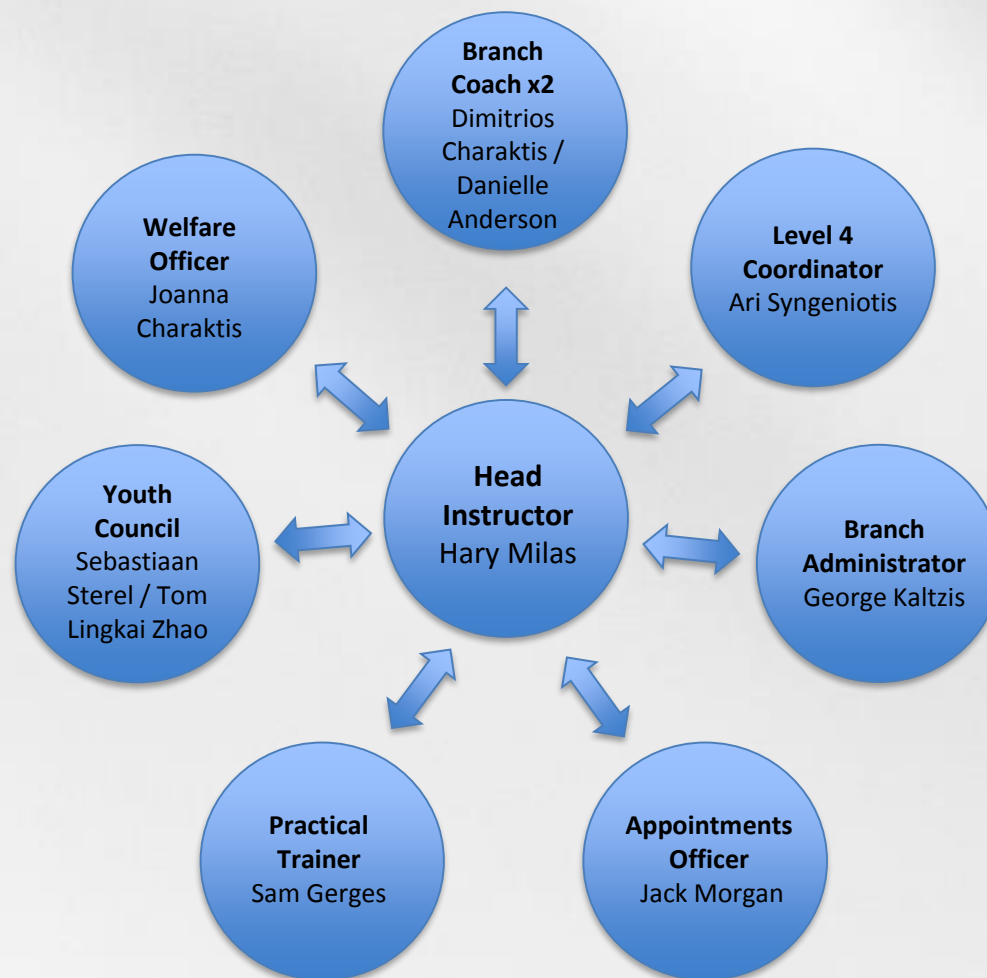 Branch
Coach x2
Dimitrios
Charaktis /
Danielle
Anderson
Welfare
Officer
Joanna
Charaktis
Level 4
Coordinator
Ari Syngeniotis
Head
Instructor
Hary Milas
Youth
Council
Sebastiaan
Sterel / Tom
Lingkai Zhao
Branch
Administrator
George Kaltzis
Practical
Trainer
Sam Gerges
Appointments
Officer
Jack Morgan